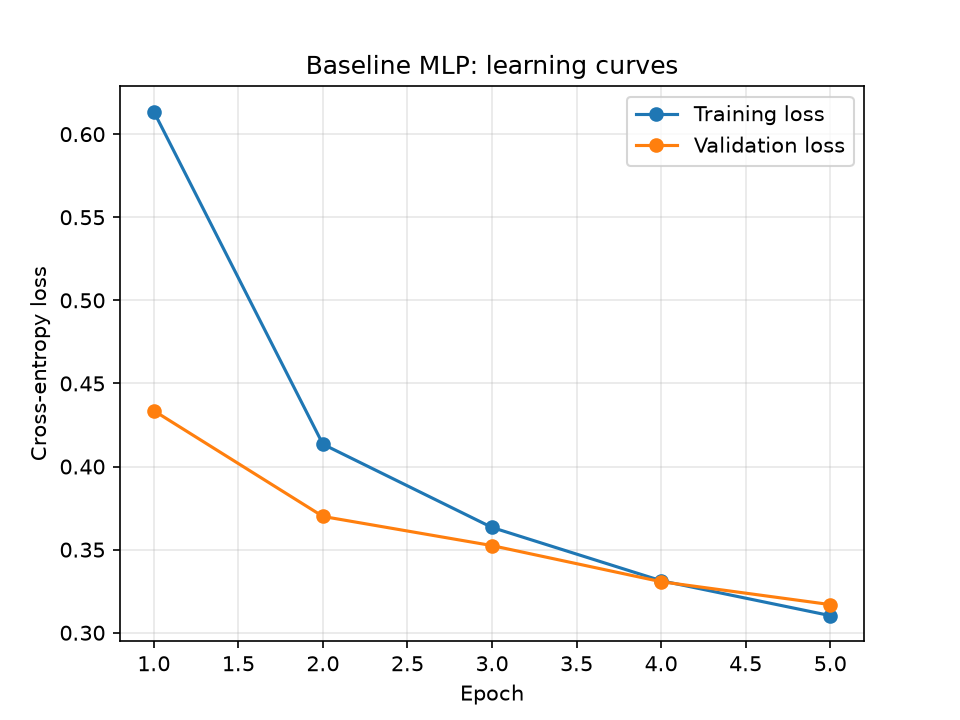 Baseline MLP: learning curves
Training loss
Validation loss
Cross-entropy loss
0.60
0.55
0.50
0.45
0.40
0.35
0.30
1.0 1.5 2.0 2.5 3.0 3.5 4.0 4.5 5.0
Epoch